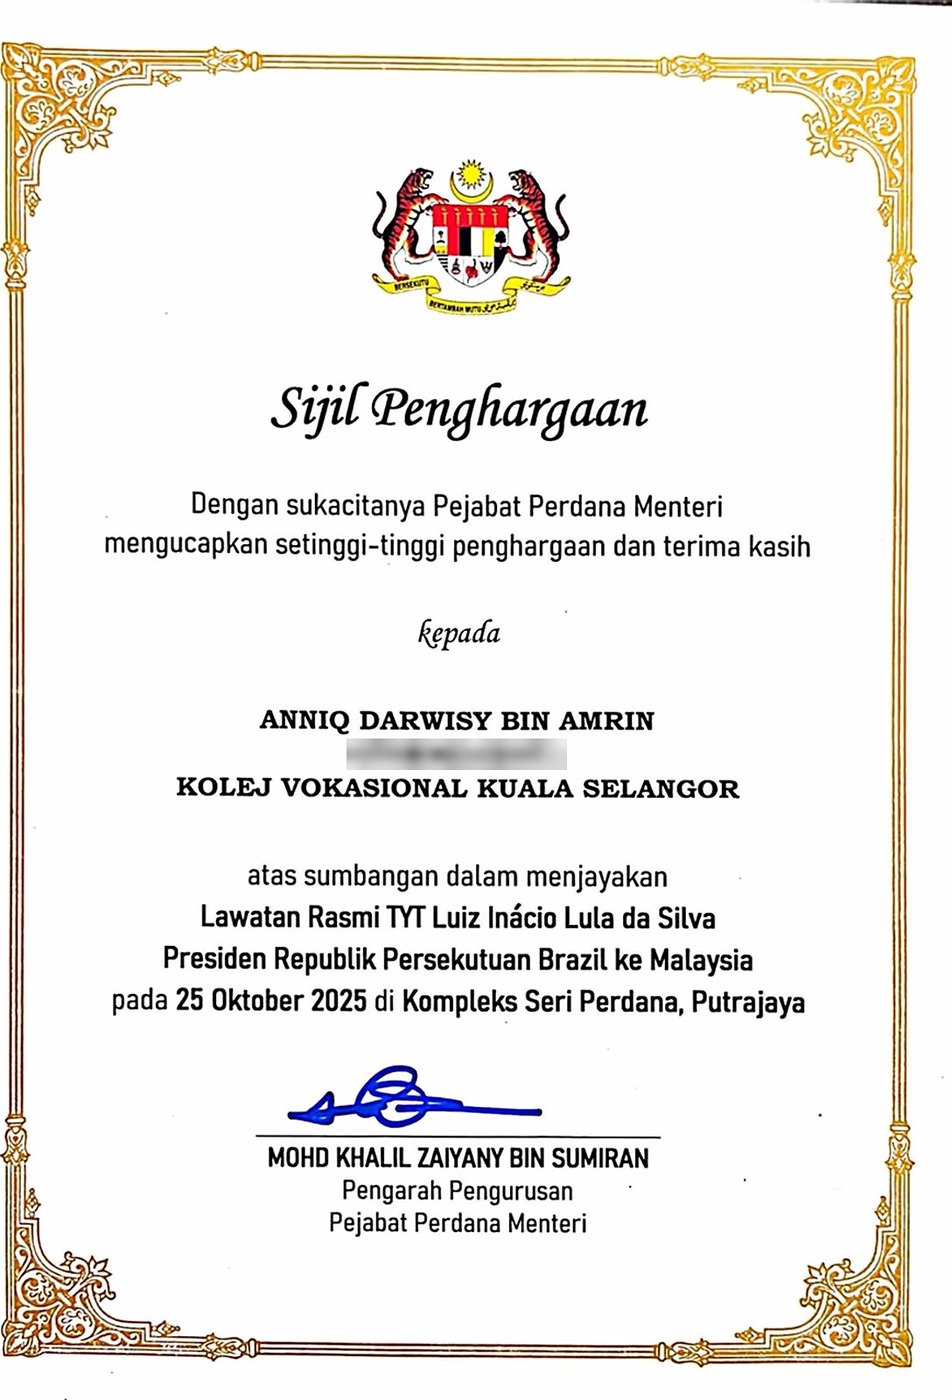 BERSEKUTU
BERTAMBAH MUTU
Sijil Penghargaan
Dengan sukacitanya Pejabat Perdana Menteri
mengucapkan setinggi-tinggi penghargaan dan terima kasih
kepada
ANNIQ DARWISY BIN AMRIN
KOLEJ VOKASIONAL KUALA SELANGOR
atas sumbangan dalam menjayakan
Lawatan Rasmi TYT Luiz Inácio Lula da Silva
Presiden Republik Persekutuan Brazil ke Malaysia
pada 25 Oktober 2025 di Kompleks Seri Perdana, Putrajaya
MOHD KHALIL ZAIYANY BIN SUMIRAN
Pengarah Pengurusan
Pejabat Perdana Menteri